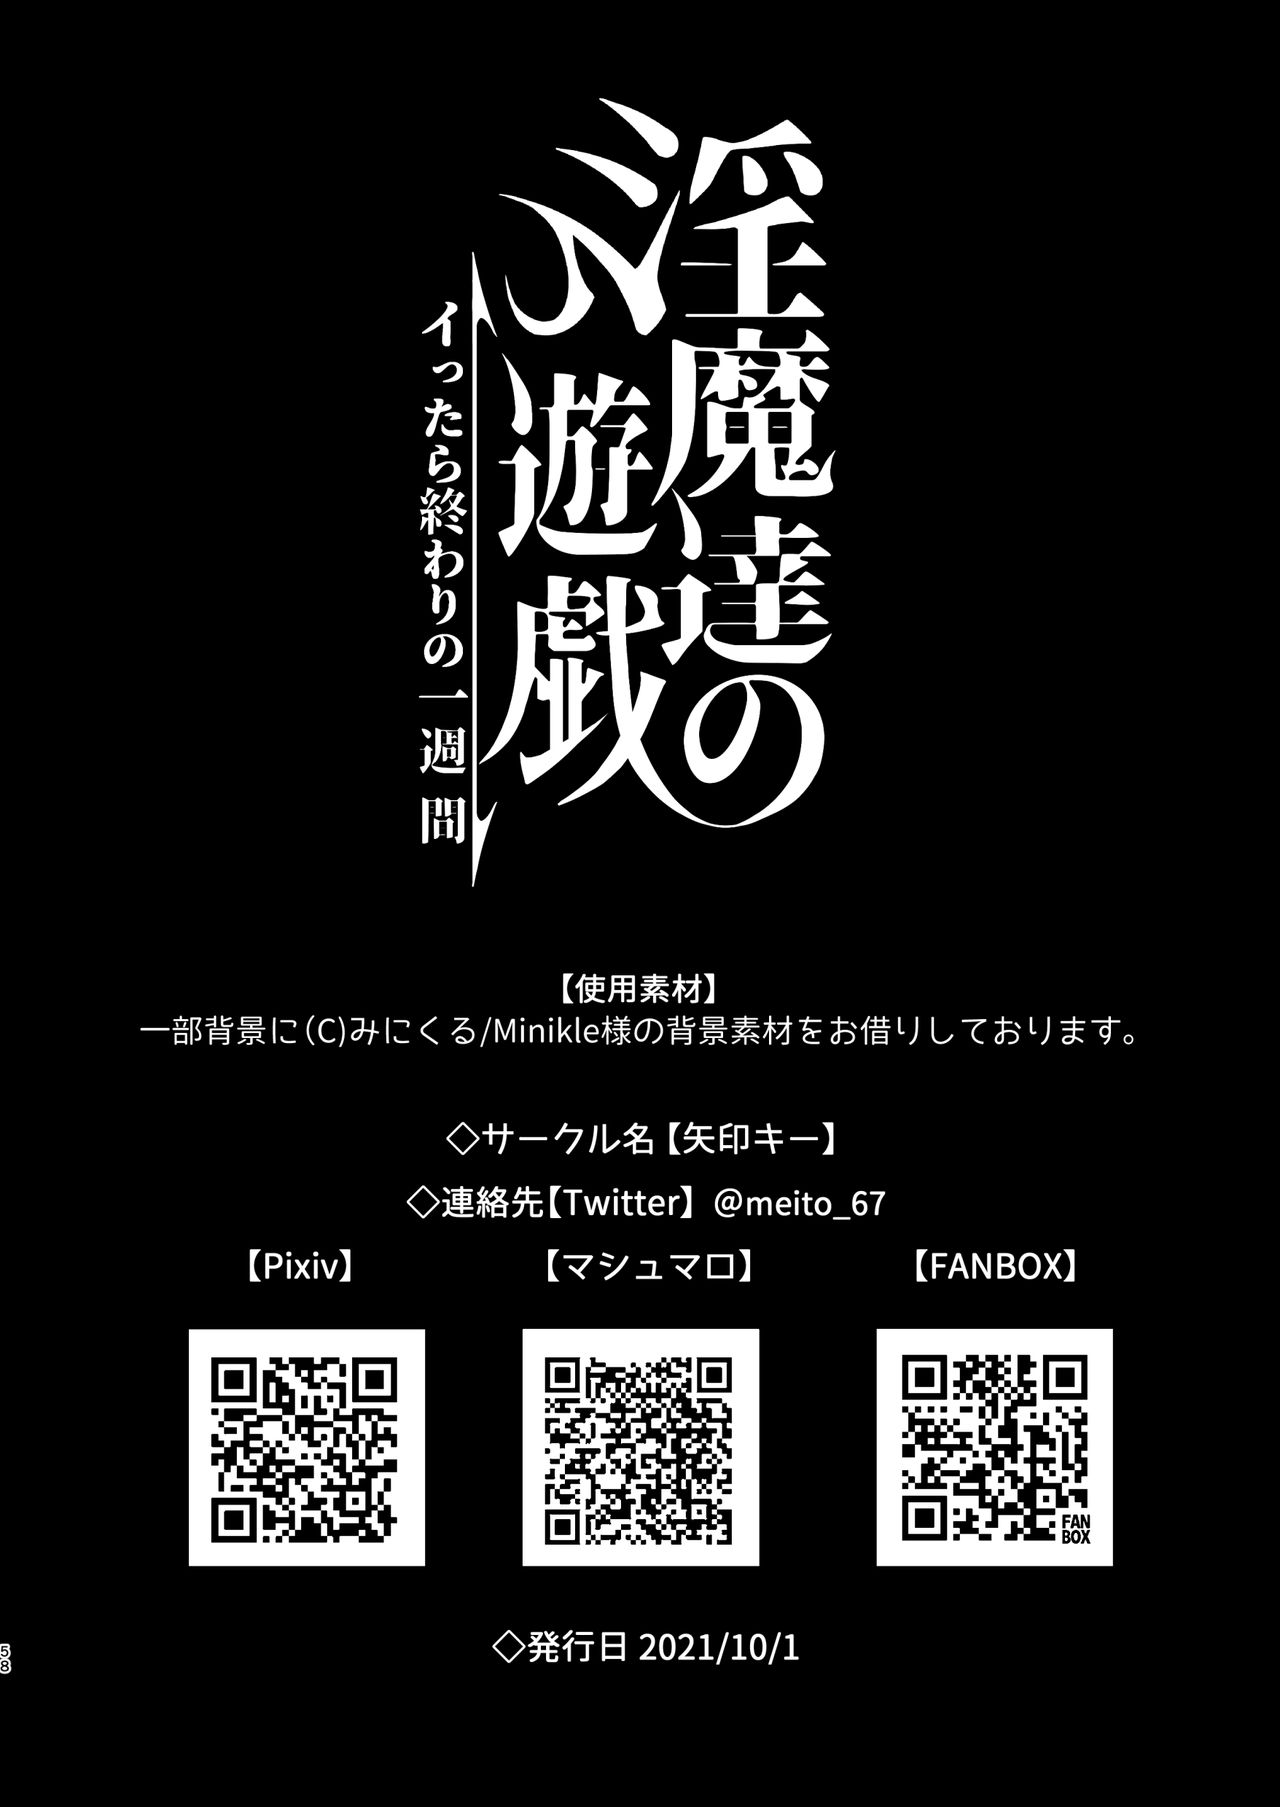 淫魔達の
遊戯
イったら終わりの一週間
【使用素材】
一部背景に(C)みにくる/Minikle様の背景素材をお借りしております。
◇サークル名【矢印キー】
◇連絡先【Twitter】@meito_67
【Pixiv】
【マシュマロ】
【FANBOX】
FAN
BOX
◇発行日 2021/10/1
58